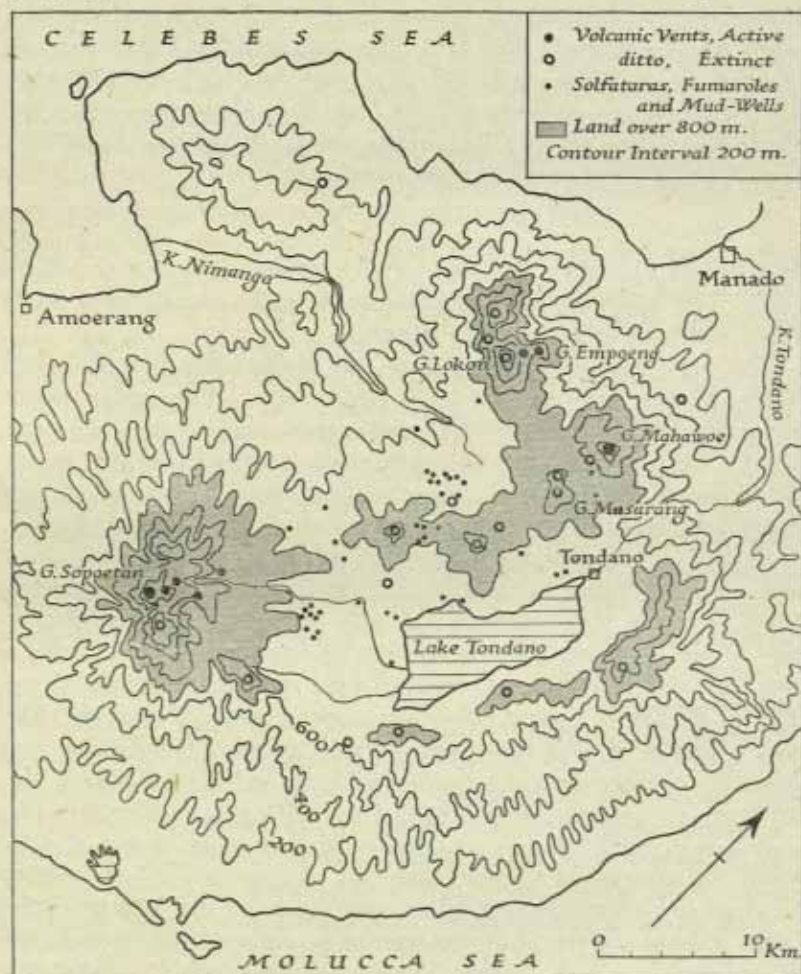 CELEBES SEA
Volcanic Vents, Active
ditto, Extinct
Solfataras, Fumaroles
and Mud-Wells
Land over 800 m.
Contour Interval 200 m.
K. Nimanga
Manado
Amoerang
G. Lokon
G. Empoeng
K. Tondano
G. Mahawoe
G. Masarang
G. Sopoetan
Tondano
Lake Tondano
600
400
200
0 10
Km.
MOLUCCA SEA